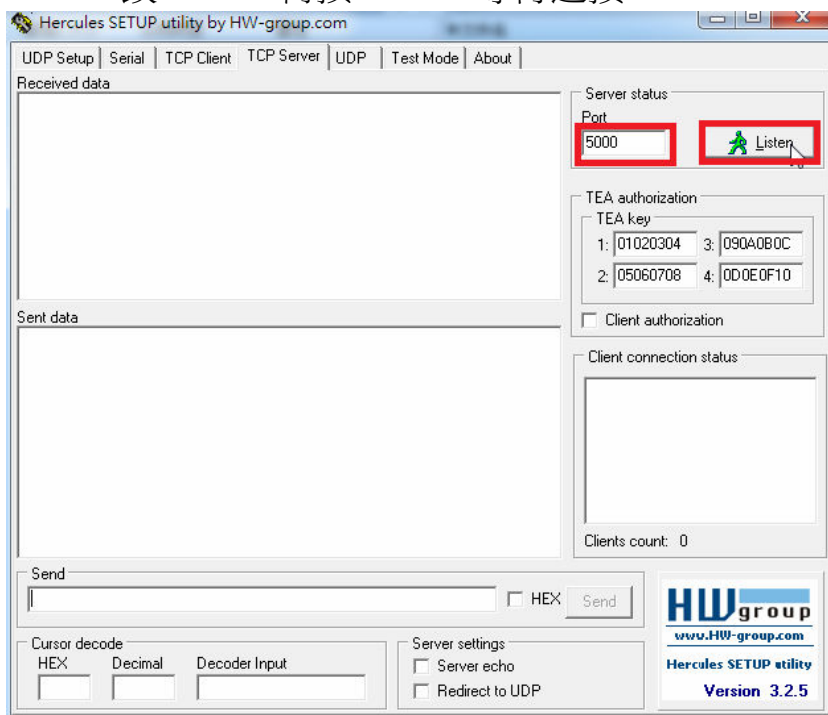 Hercules SETUP utility by HW-group.com
UDP Setup Serial TCP Client TCP Server UDP Test Mode About
Received data
Server status
Port
5000 Listen
TEA authorization
TEA key
1: 01020304 3: 090A0B0C
2: 05060708 4: 0D0E0F10
Client authorization
Sent data
Client connection status
Clients count: 0
Send
HEX Send
HWgroup
www.HW-group.com
Hercules SETUP utility
Version 3.2.5
Cursor decode
HEX Decimal Decoder Input
Server settings
Server echo
Redirect to UDP